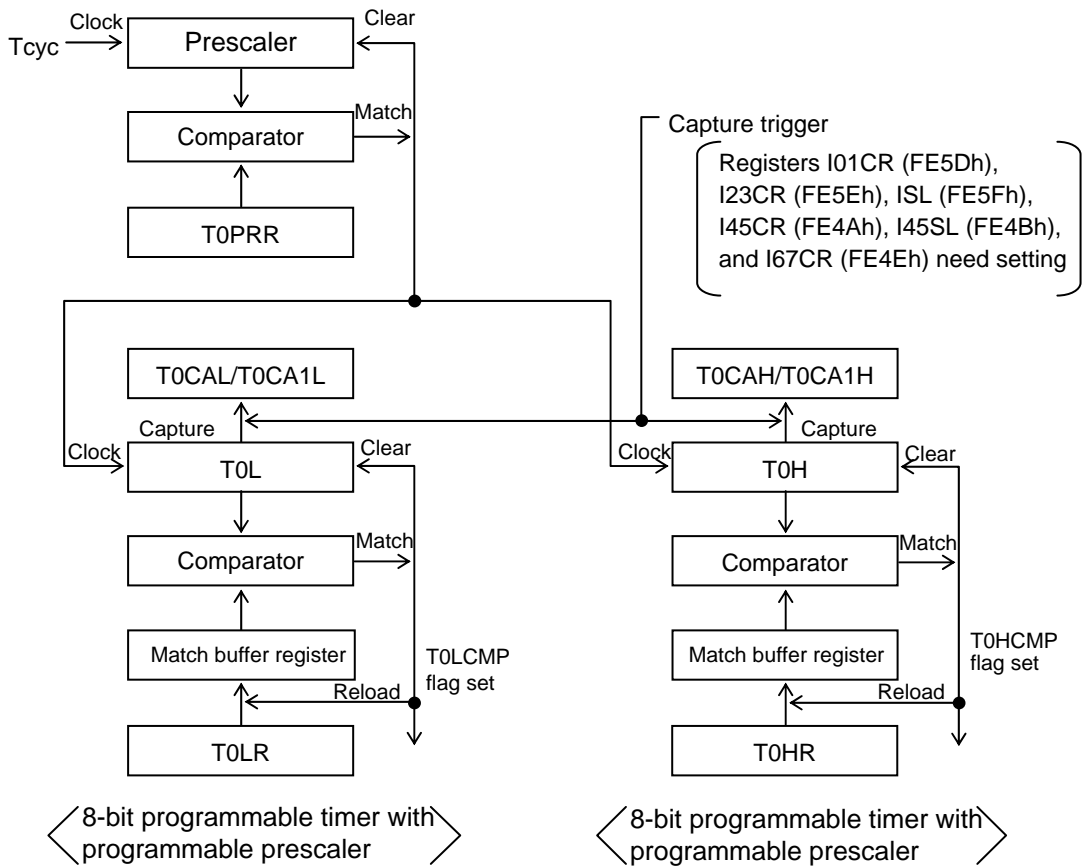 Clock
Clear
Tcyc
Prescaler
Match
Comparator
T0PRR
Capture trigger
Registers I01CR (FE5Dh),
I23CR (FE5Eh), ISL (FE5Fh),
I45CR (FE4Ah), I45SL (FE4Bh),
and I67CR (FE4Eh) need setting
T0CAL/T0CA1L
T0CAH/T0CA1H
Capture
Clock
Clear
T0L
Capture
Clock
Clear
T0H
Match
Comparator
Match
Comparator
Match buffer register
T0LCMP
flag set
Reload
T0LR
Match buffer register
T0HCMP
flag set
Reload
T0HR
8-bit programmable timer with
programmable prescaler
8-bit programmable timer with
programmable prescaler